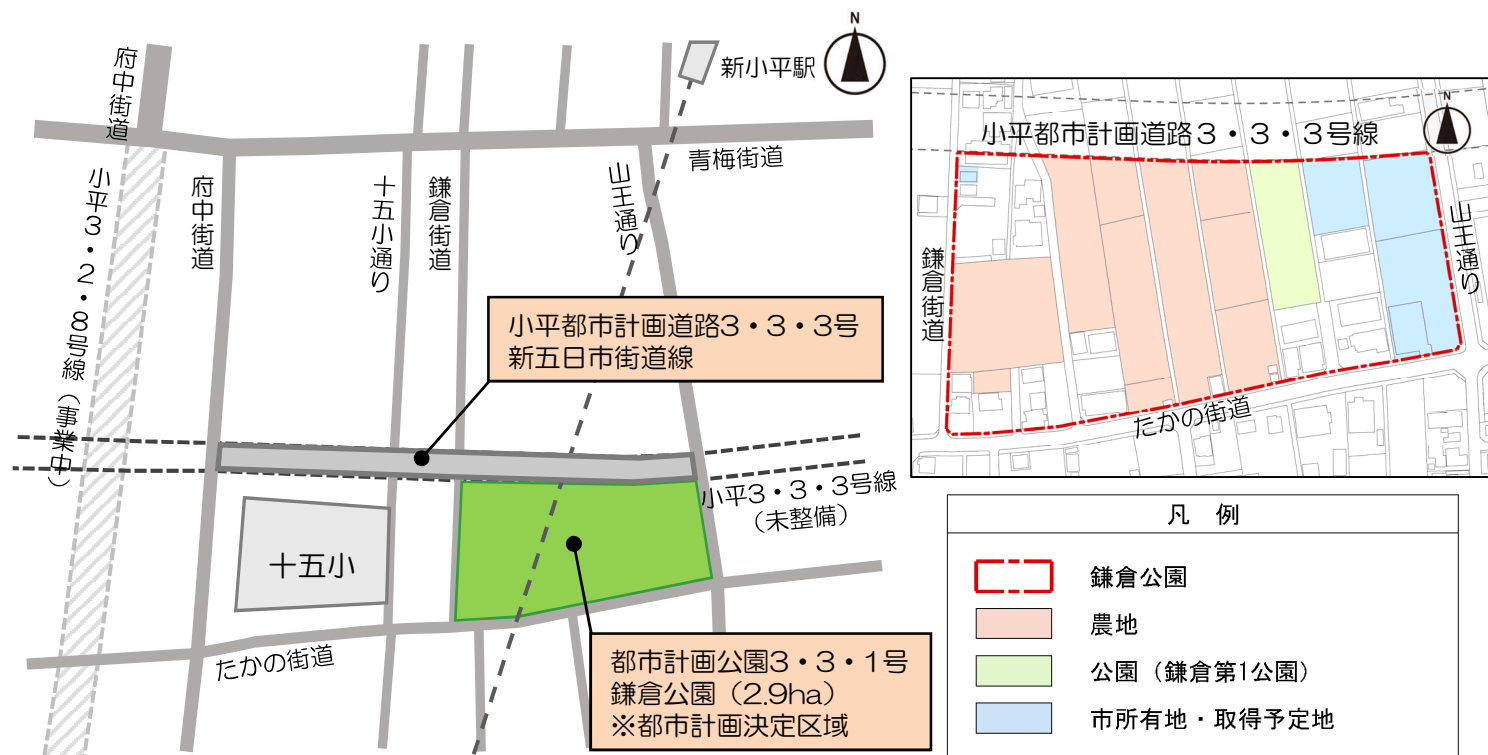 N
新小平駅
府中街道
青梅街道
小平3・2・8号線（事業中）
府中街道
十五小通り
鎌倉街道
山王通り
小平都市計画道路3・3・3号
新五日市街道線
小平3・3・3号線
（未整備）
十五小
たかの街道
都市計画公園3・3・1号
鎌倉公園（2.9ha）
※都市計画決定区域
小平都市計画道路3・3・3号線
N
鎌倉街道
山王通り
たかの街道
凡 例
鎌倉公園
農地
公園（鎌倉第1公園）
市所有地・取得予定地